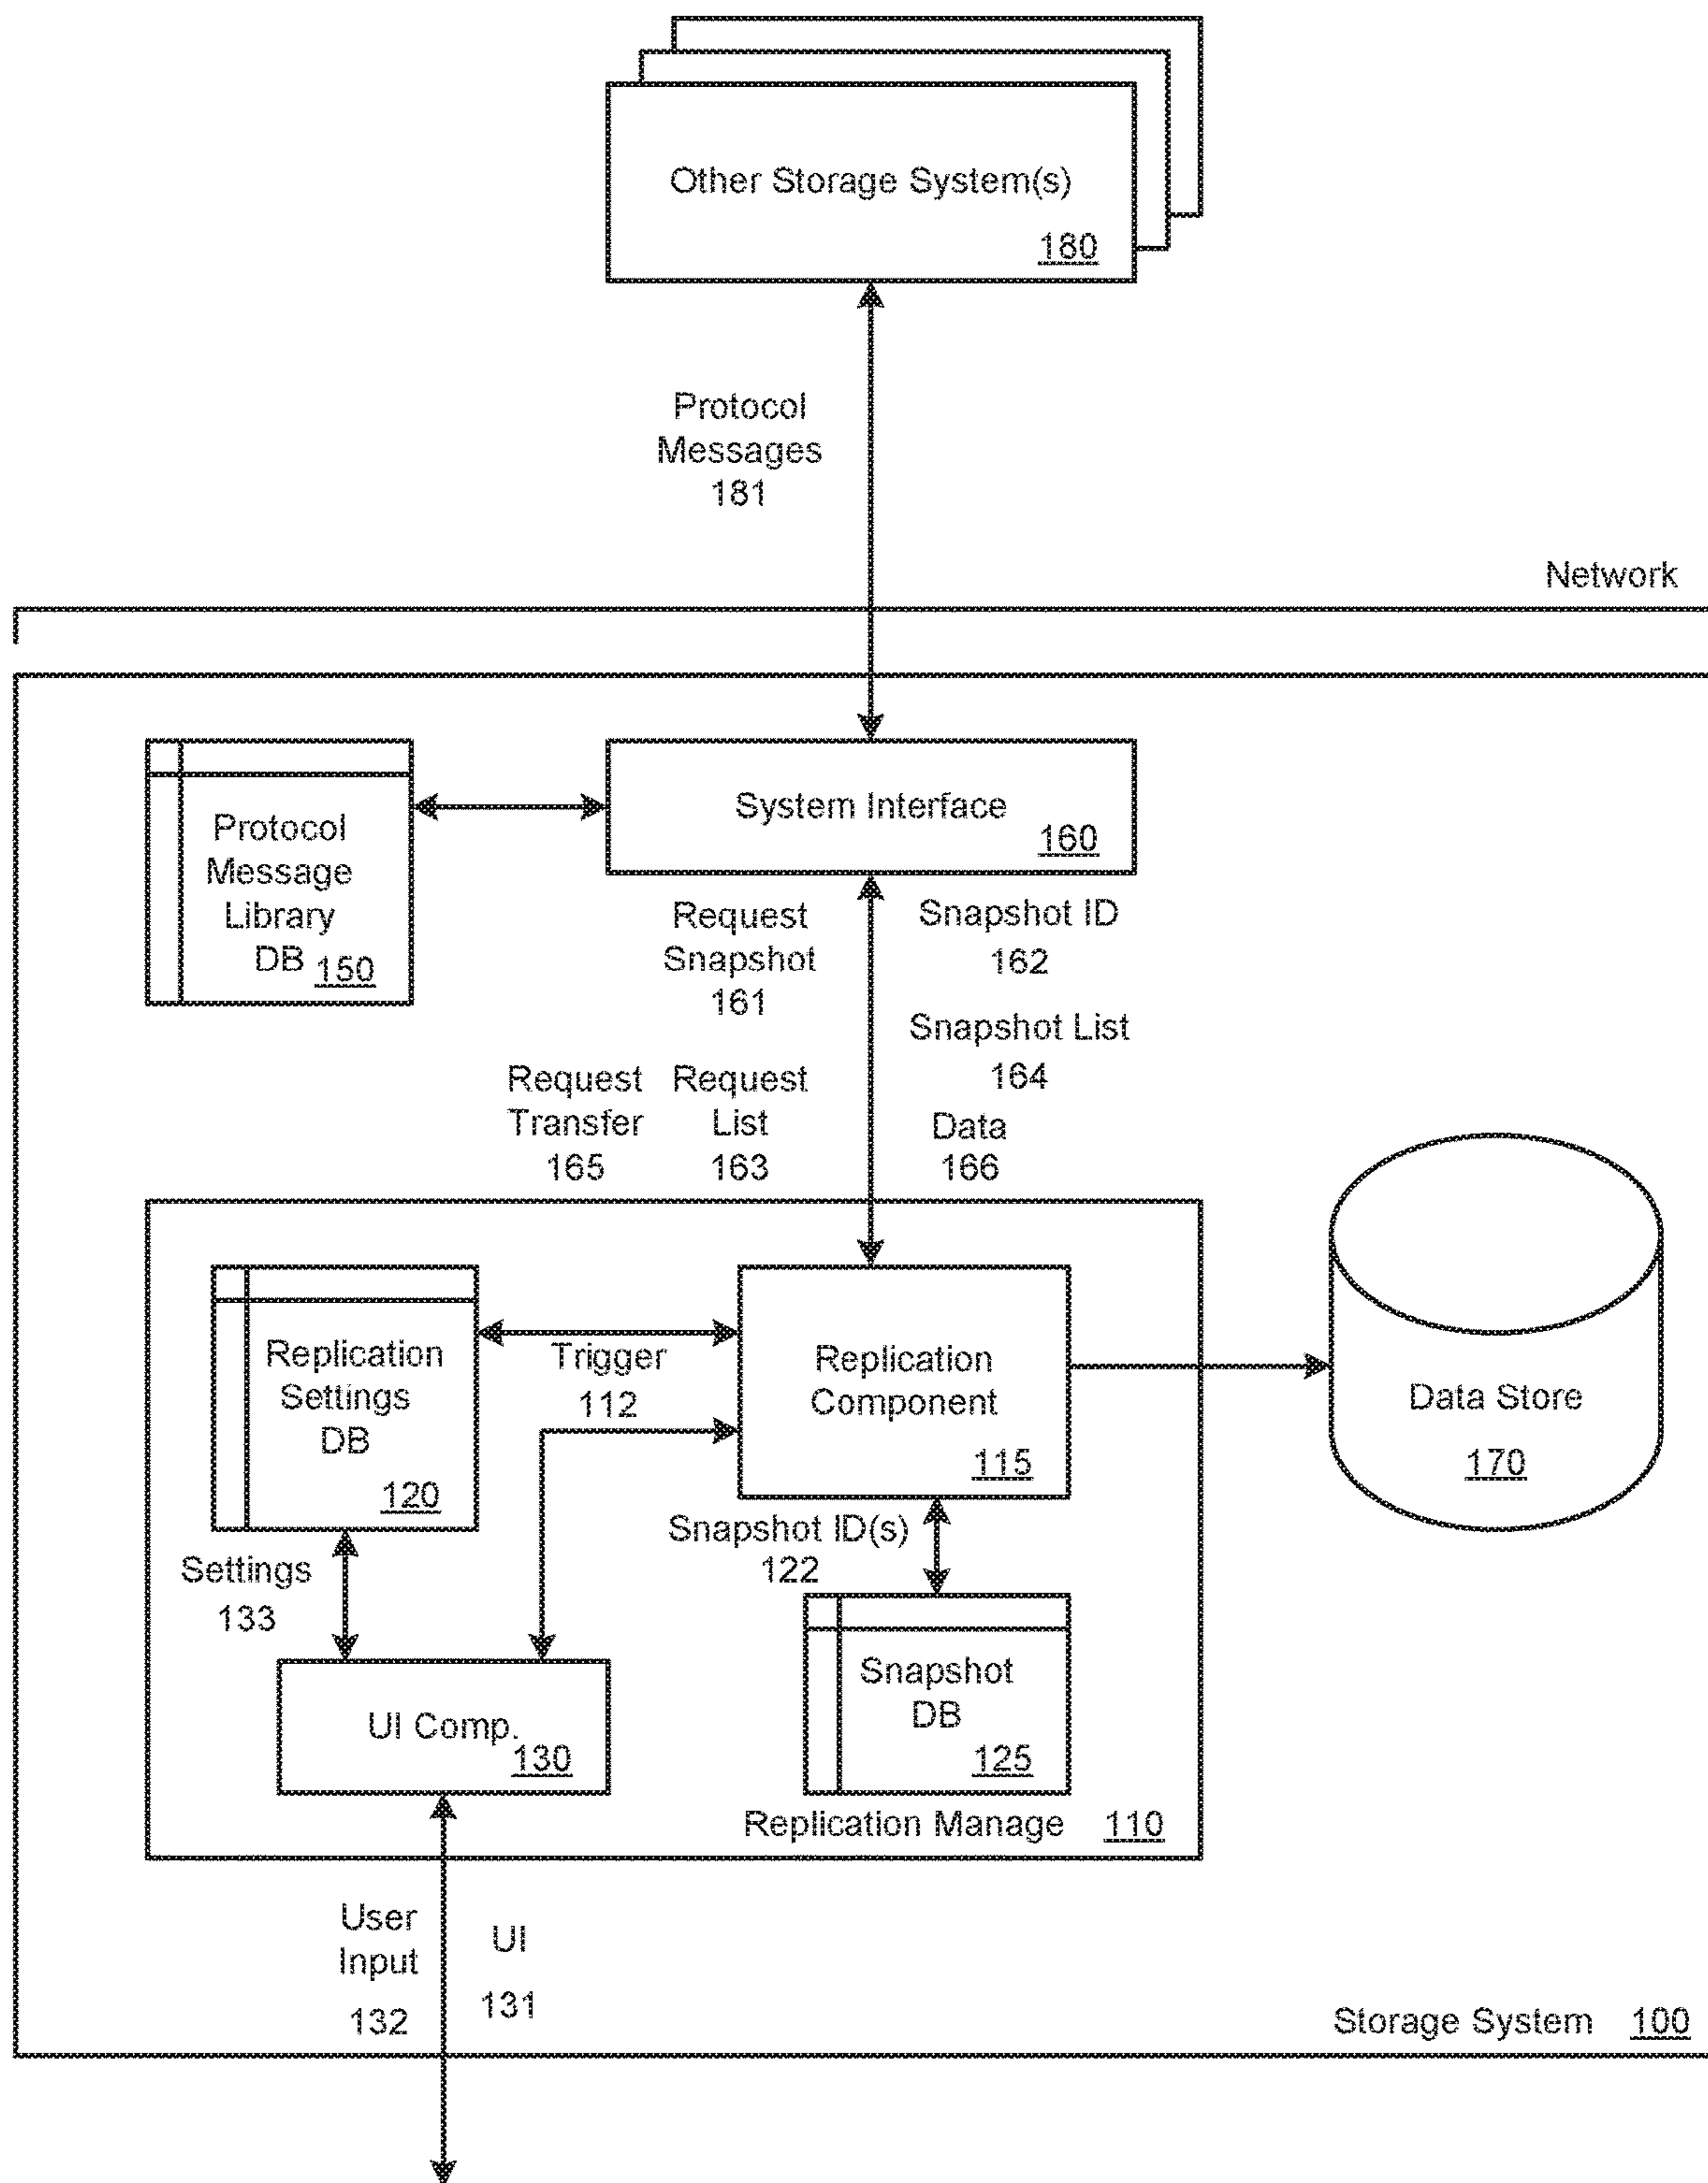 Other Storage System(s)
180
Protocol
Messages
181
Network
System Interface
160
Protocol
Message
Library
DB 150
Request
Snapshot
161
Snapshot ID
162
Snapshot List
164
Request
Transfer
165
Request
List
163
Data
166
Replication
Settings
DB
120
Trigger
112
Replication
Component
115
Data Store
170
Snapshot ID(s)
122
Settings
133
UI Comp.
130
Snapshot
DB
125
Replication Manage 110
User
Input
132
UI
131
Storage System 100